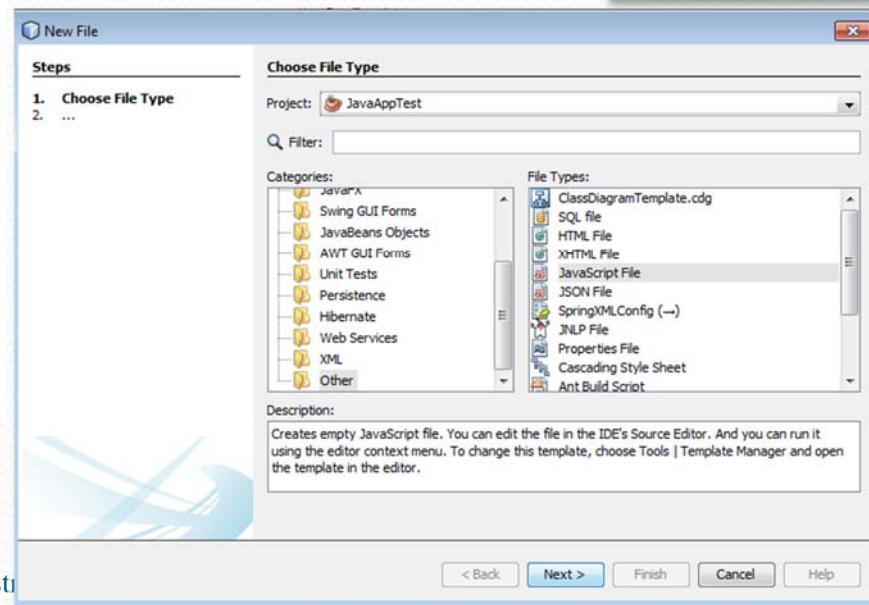 New File
Steps
1. Choose File Type
2. ...
Choose File Type
Project: JavaAppTest
Filter:
Categories:
JavaFX
Swing GUI Forms
JavaBeans Objects
AWT GUI Forms
Unit Tests
Persistence
Hibernate
Web Services
XML
Other
File Types:
ClassDiagramTemplate.cdg
SQL file
HTML File
XHTML File
JavaScript File
JSON File
SpringXMLConfig (→)
JNLP File
Properties File
Cascading Style Sheet
Ant Build Script
Description:
Creates empty JavaScript file. You can edit the file in the IDE's Source Editor. And you can run it
using the editor context menu. To change this template, choose Tools | Template Manager and open
the template in the editor.
< Back
Next >
Finish
Cancel
Help